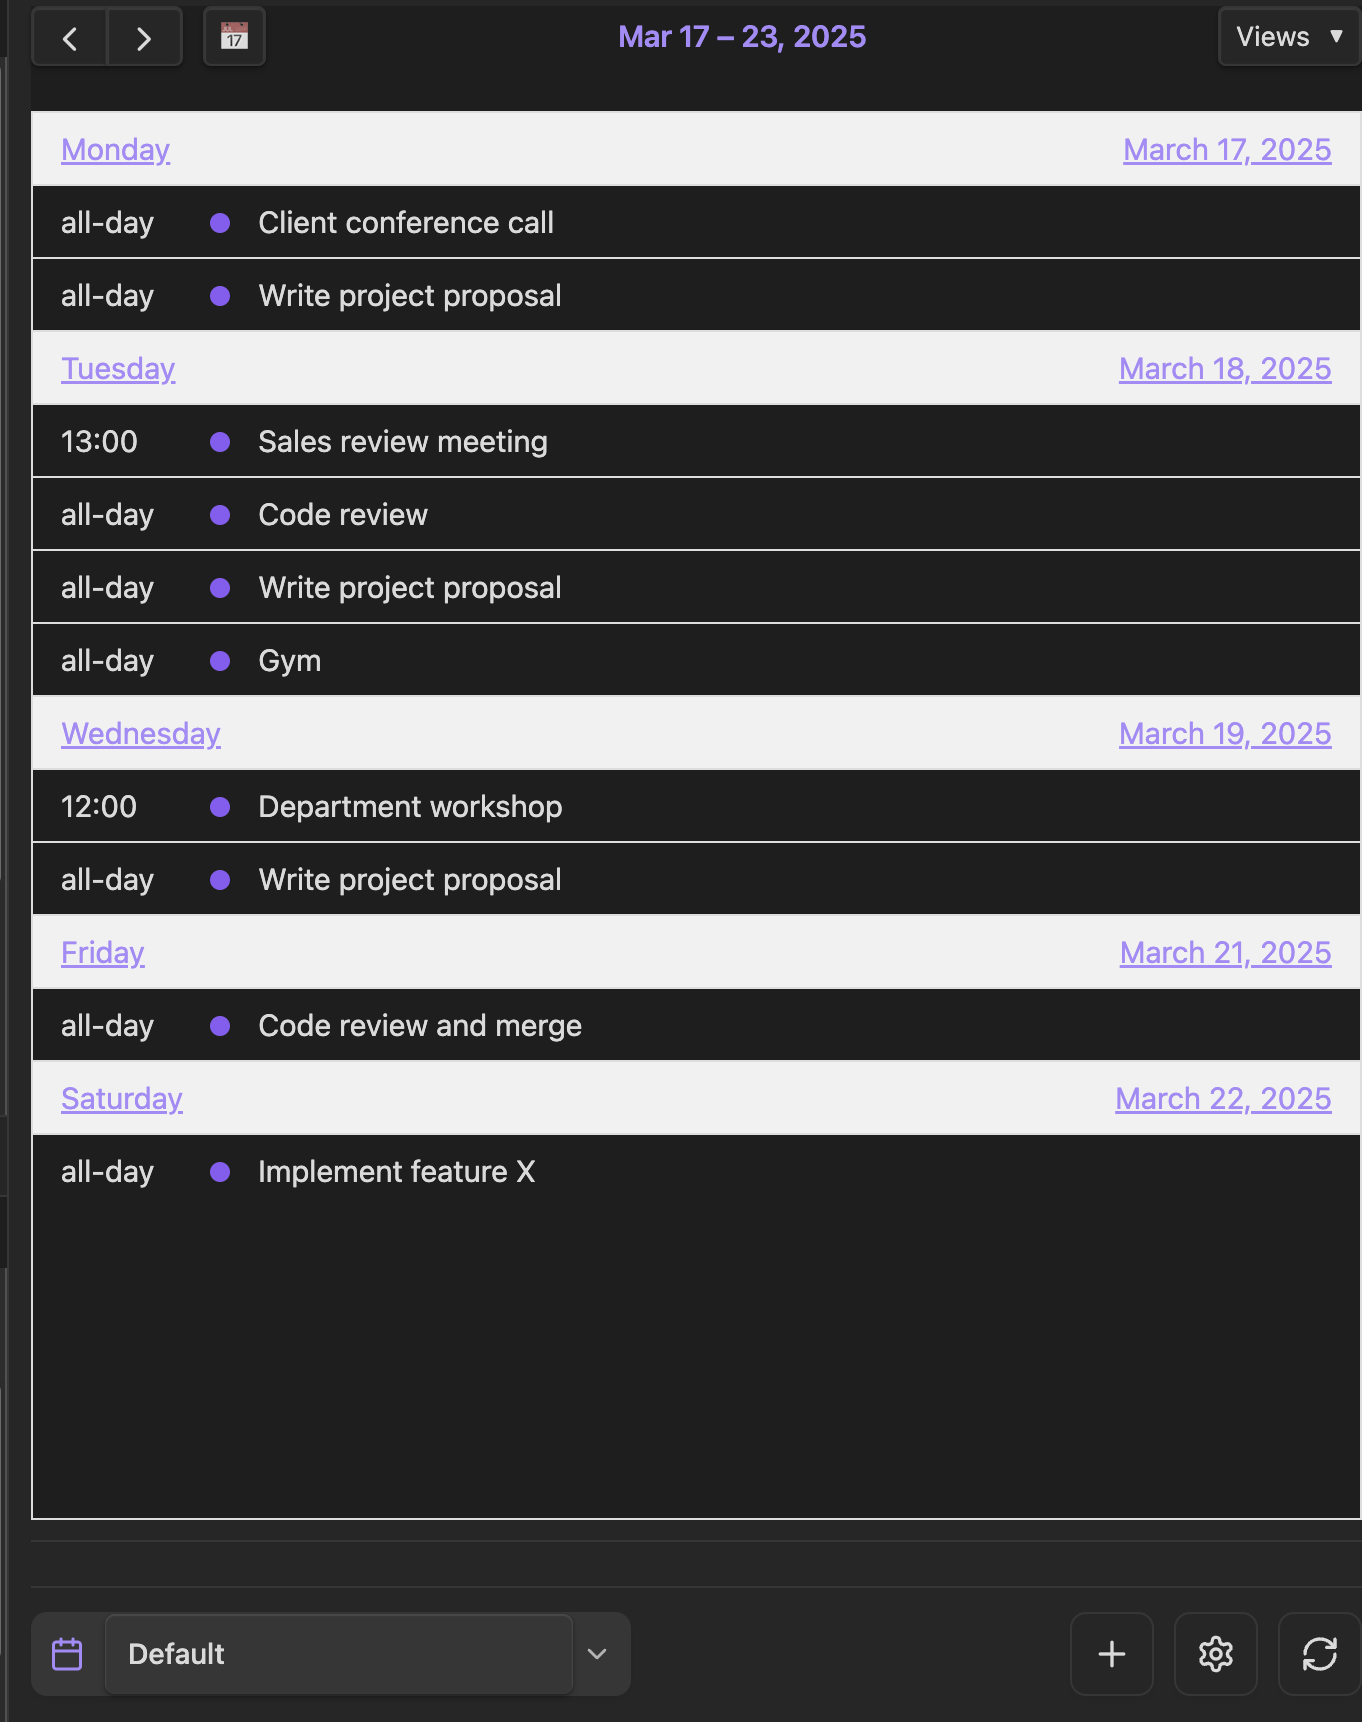 17
Mar 17 – 23, 2025
Views ▼
Monday March 17, 2025
all-day Client conference call
all-day Write project proposal
Tuesday March 18, 2025
13:00 Sales review meeting
all-day Code review
all-day Write project proposal
all-day Gym
Wednesday March 19, 2025
12:00 Department workshop
all-day Write project proposal
Friday March 21, 2025
all-day Code review and merge
Saturday March 22, 2025
all-day Implement feature X
Default